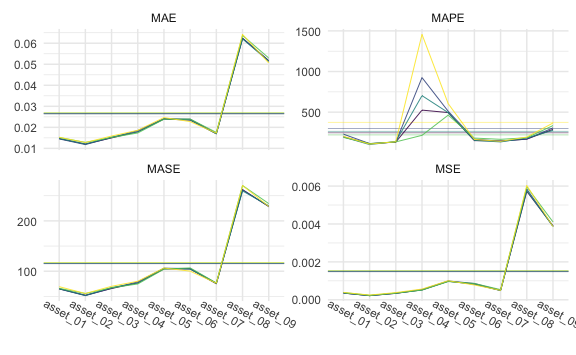 MAE
0.06
0.05
0.04
0.03
0.02
0.01
MAPE
1500
1000
500
MASE
200
100
MSE
0.006
0.004
0.002
0.000
asset_01
asset_02
asset_03
asset_04
asset_05
asset_06
asset_07
asset_08
asset_09
asset_01
asset_02
asset_03
asset_04
asset_05
asset_06
asset_07
asset_08